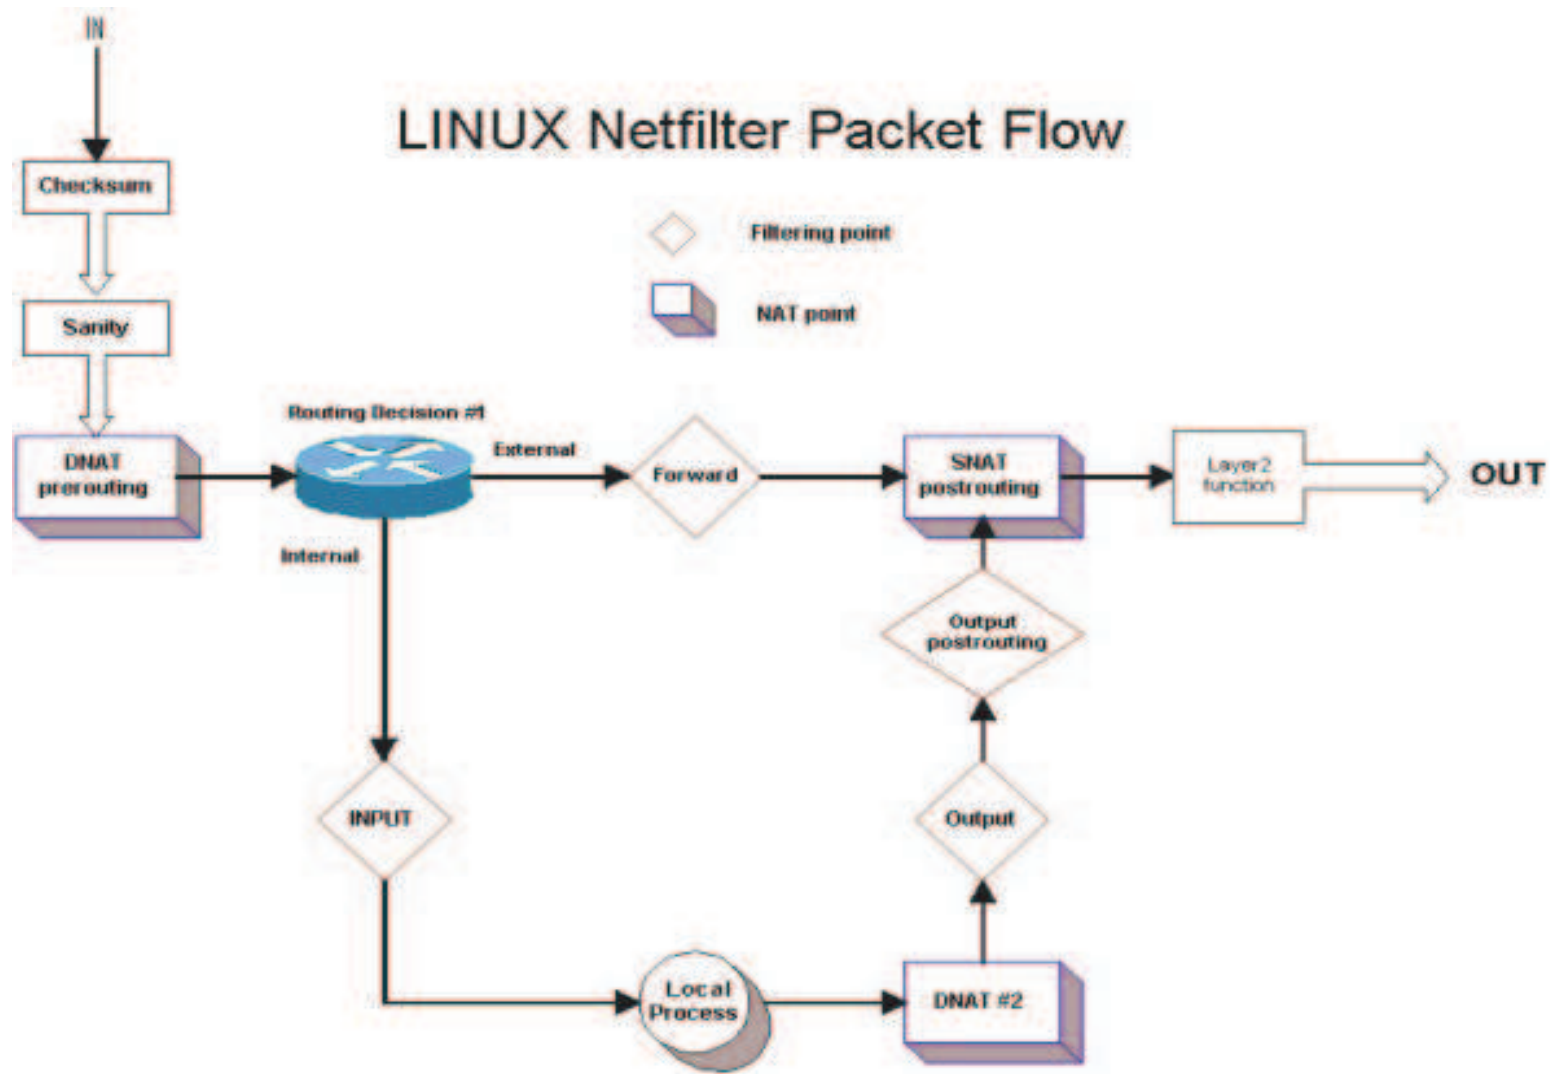 IN
LINUX Netfilter Packet Flow
Checksum
Filtering point
Sanity
NAT point
Routing Decision #1
DNAT
prerouting
External
Forward
SNAT
postrouting
Layer2
function
OUT
Internal
Output
postrouting
INPUT
Output
Local
Process
DNAT #2